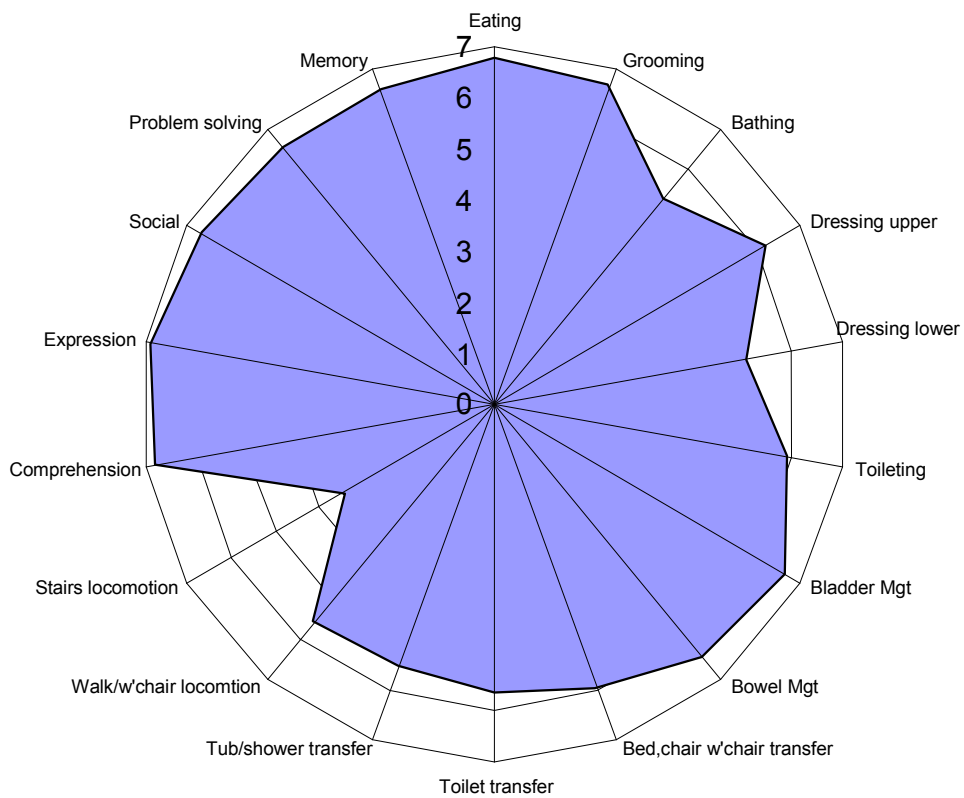 Eating
Grooming
Bathing
Dressing upper
Dressing lower
Toileting
Bladder Mgt
Bowel Mgt
Bed,chair w'chair transfer
Toilet transfer
Tub/shower transfer
Walk/w'chair locomtion
Stairs locomotion
Comprehension
Expression
Social
Problem solving
Memory
7
6
5
4
3
2
1
0